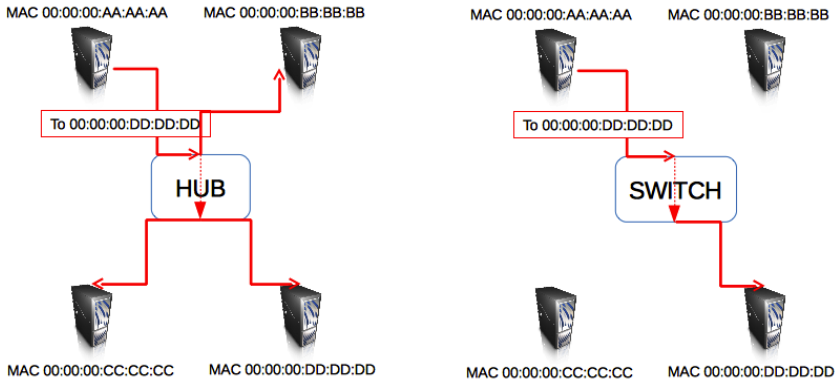 MAC 00:00:00:AA:AA:AA
MAC 00:00:00:BB:BB:BB
To 00:00:00:DD:DD:DD
HUB
MAC 00:00:00:CC:CC:CC
MAC 00:00:00:DD:DD:DD
MAC 00:00:00:AA:AA:AA
MAC 00:00:00:BB:BB:BB
To 00:00:00:DD:DD:DD
SWITCH
MAC 00:00:00:CC:CC:CC
MAC 00:00:00:DD:DD:DD